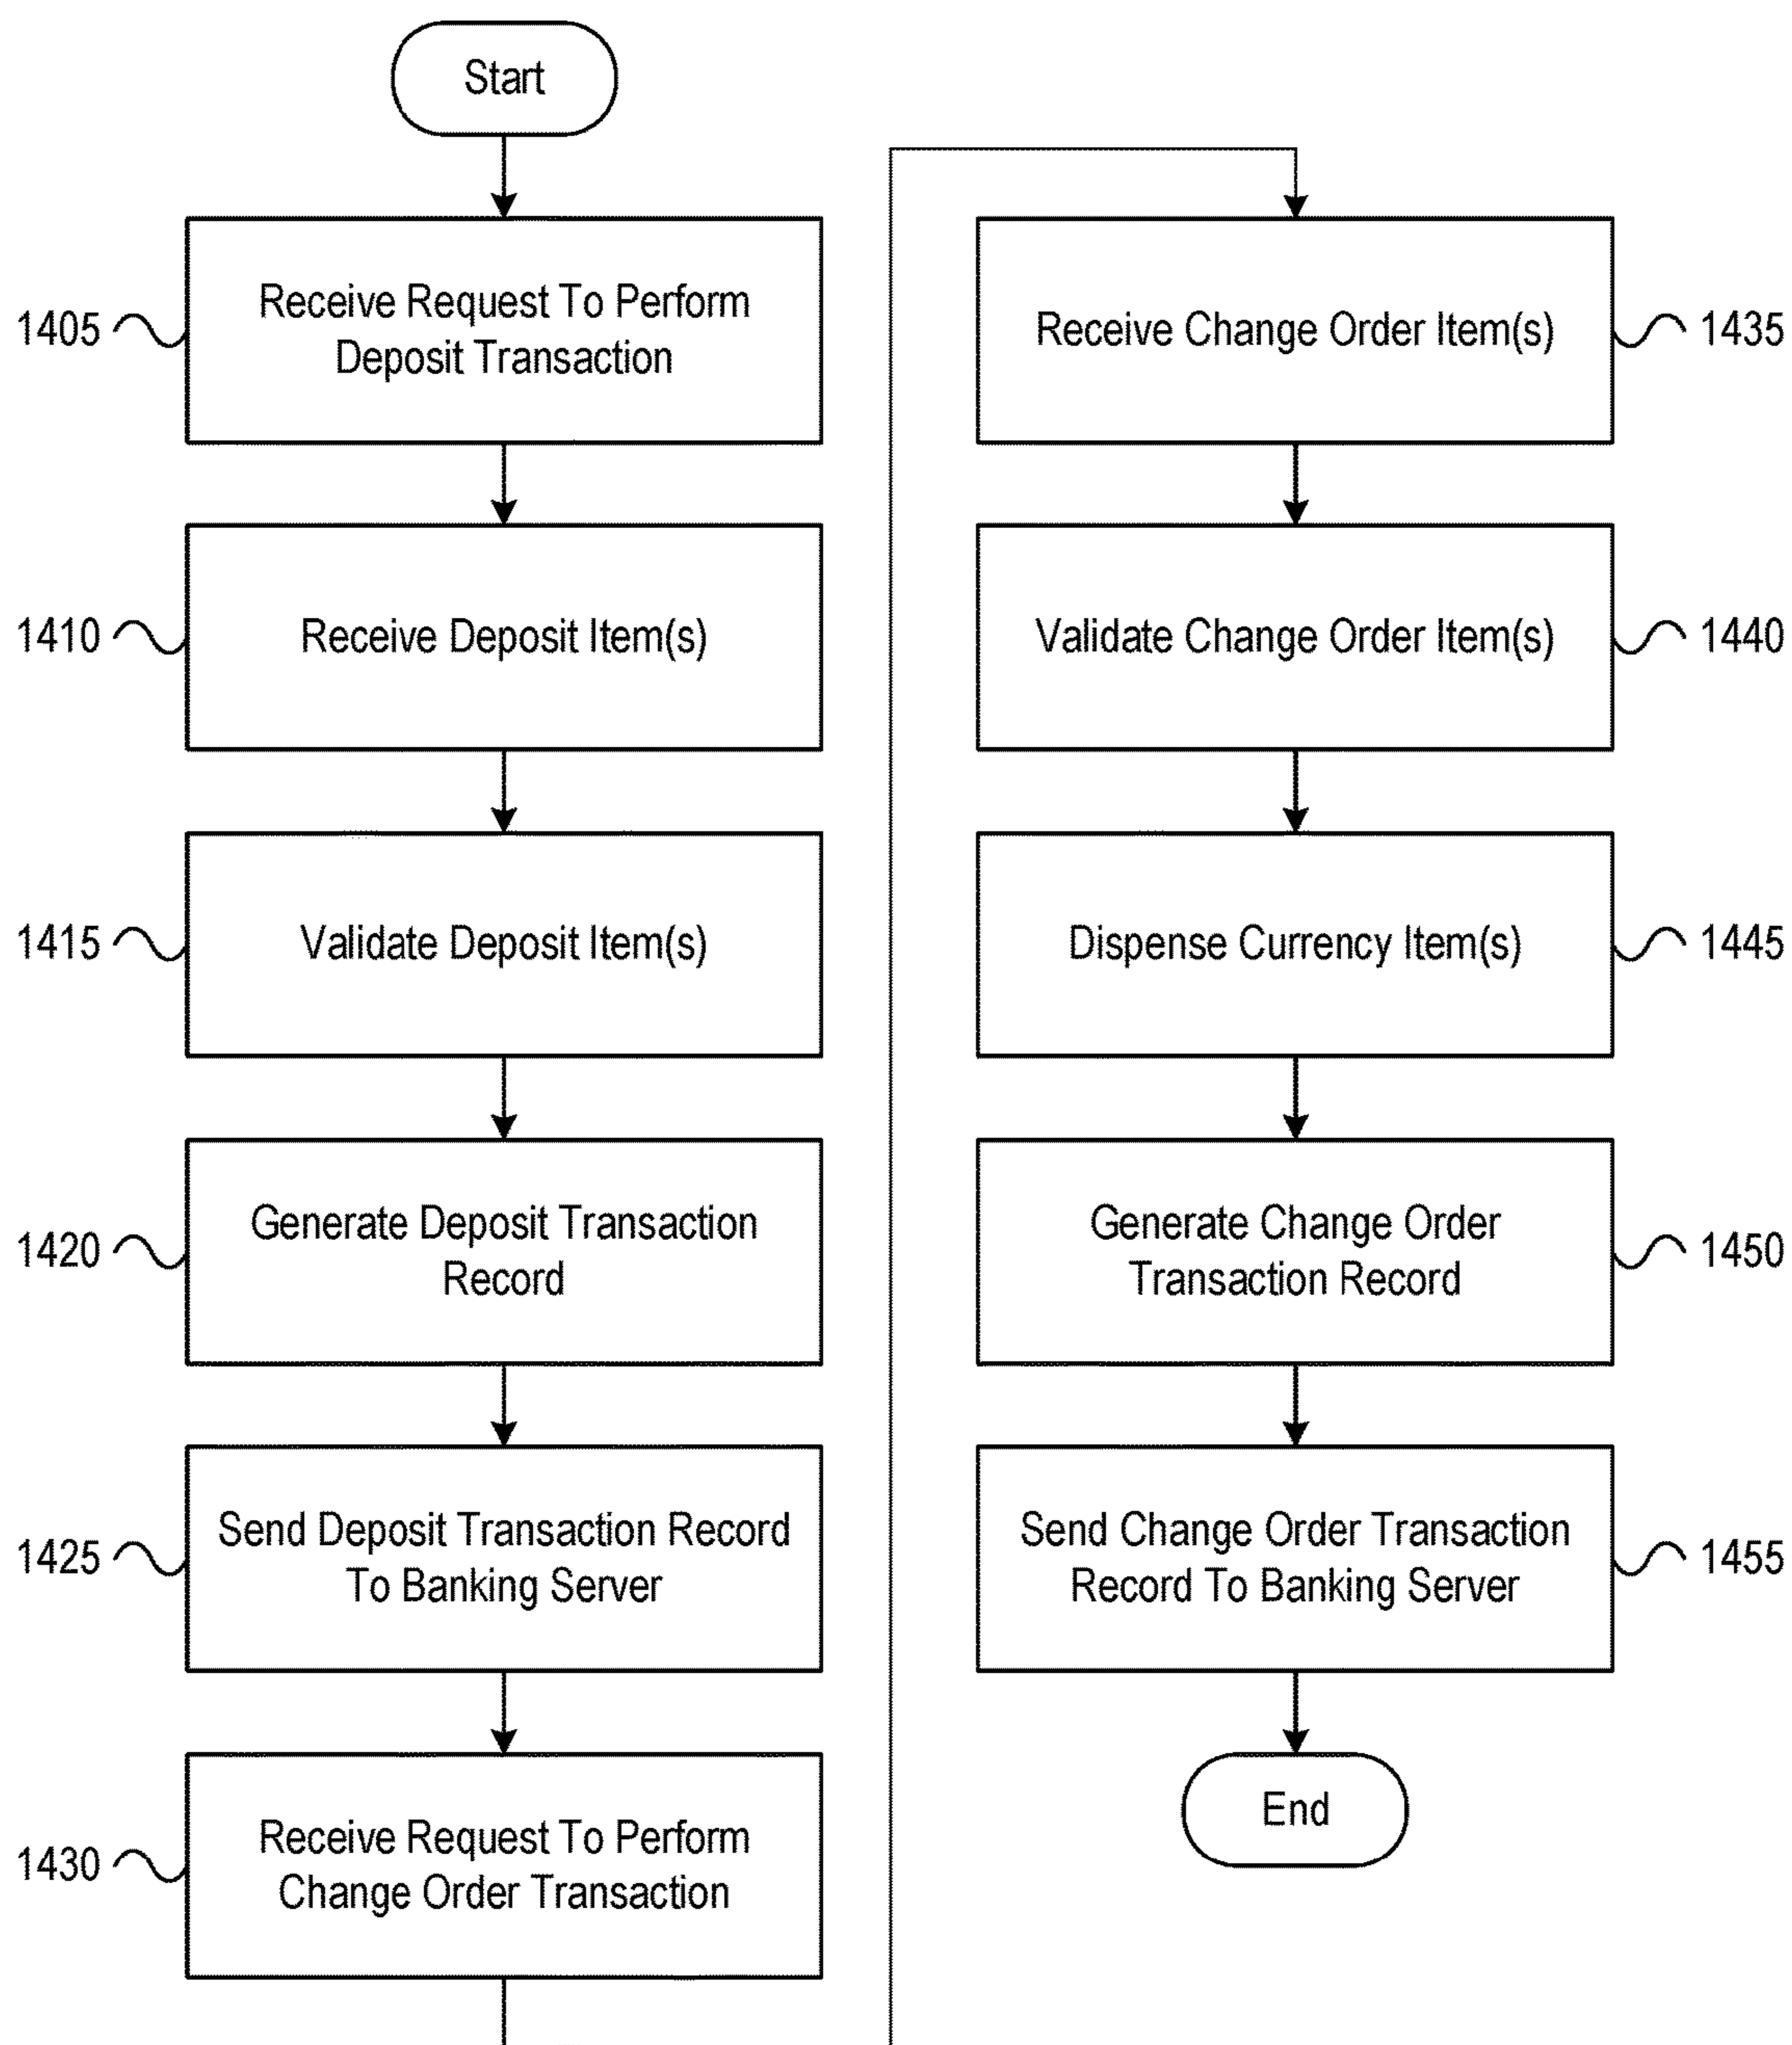 Start
1405
Receive Request To Perform
Deposit Transaction
1410
Receive Deposit Item(s)
1415
Validate Deposit Item(s)
1420
Generate Deposit Transaction
Record
1425
Send Deposit Transaction Record
To Banking Server
1430
Receive Request To Perform
Change Order Transaction
Receive Change Order Item(s)
1435
Validate Change Order Item(s)
1440
Dispense Currency Item(s)
1445
Generate Change Order
Transaction Record
1450
Send Change Order Transaction
Record To Banking Server
1455
End